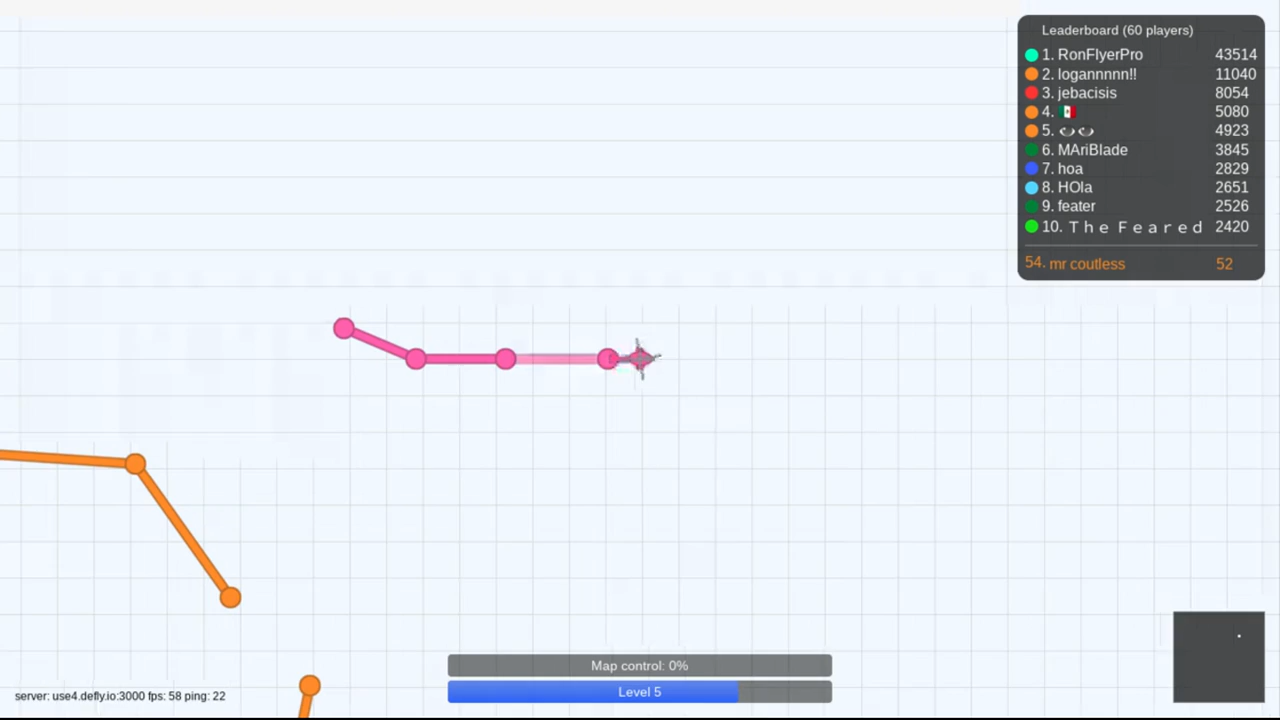 Leaderboard (60 players)
1. RonFlyerPro 43514
2. logannnnn!! 11040
3. jebacisis 8054
4. 🇲🇽 5080
5. 👁👁 4923
6. MAriBlade 3845
7. hoa 2829
8. HOla 2651
9. feater 2526
10. T h e F e a r e d 2420
54. mr coutless 52
Map control: 0%
Level 5
server: use4.defly.io:3000 fps: 58 ping: 22